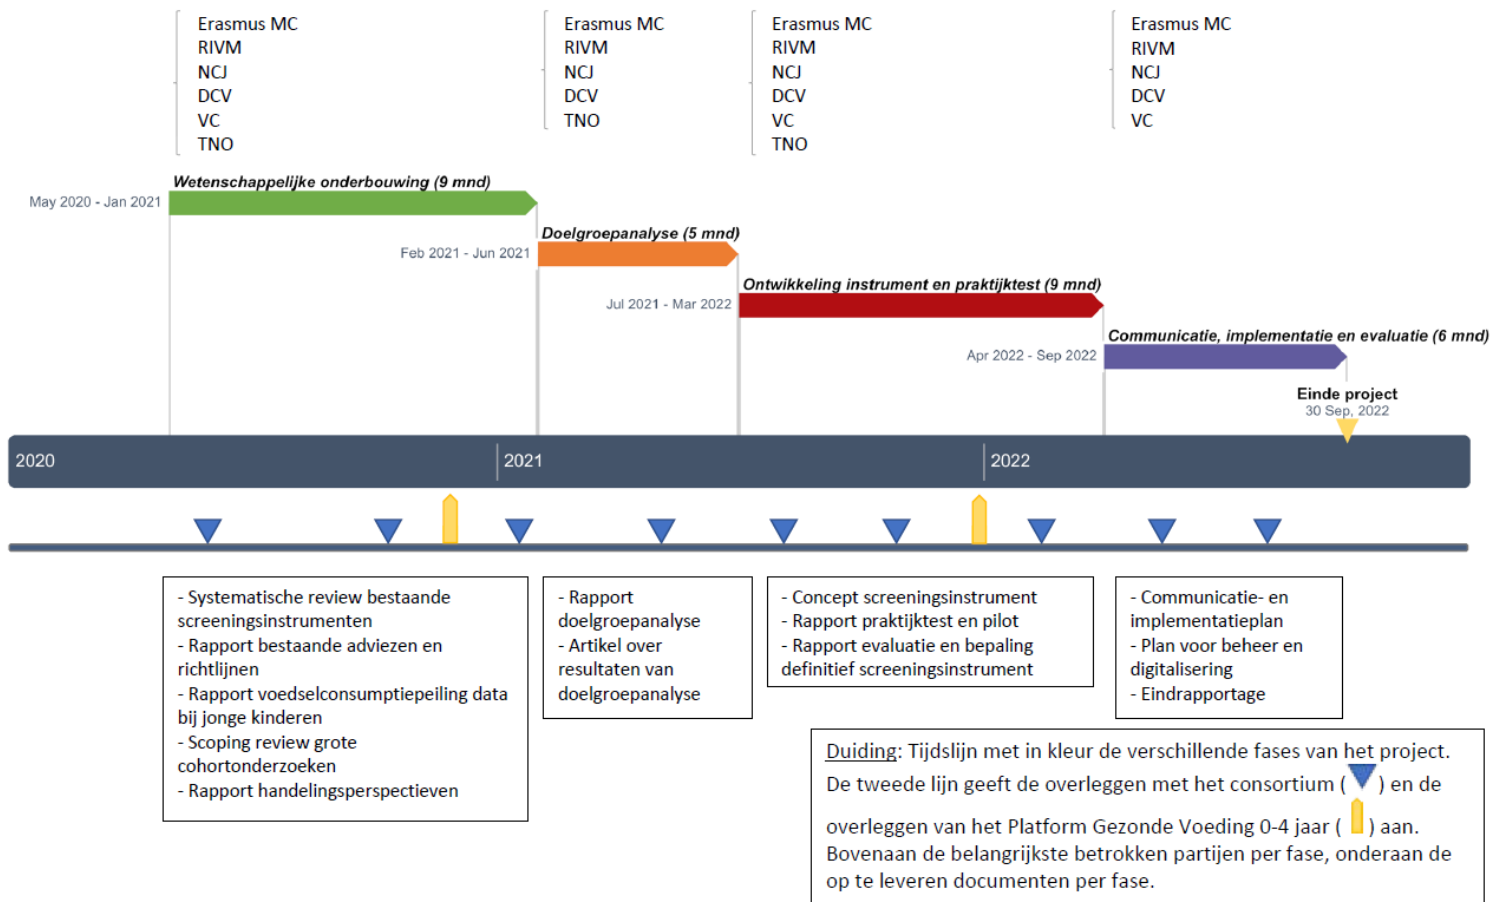 Erasmus MC
RIVM
NCJ
DCV
VC
TNO
Erasmus MC
RIVM
NCJ
DCV
TNO
Erasmus MC
RIVM
NCJ
DCV
VC
TNO
Erasmus MC
RIVM
NCJ
DCV
VC
Wetenschappelijke onderbouwing (9 mnd)
May 2020 - Jan 2021
Doelgroepanalyse (5 mnd)
Feb 2021 - Jun 2021
Ontwikkeling instrument en praktijktest (9 mnd)
Jul 2021 - Mar 2022
Communicatie, implementatie en evaluatie (6 mnd)
Apr 2022 - Sep 2022
Einde project
30 Sep, 2022
2020
2021
2022
- Systematische review bestaande
screeningsinstrumenten
- Rapport bestaande adviezen en
richtlijnen
- Rapport voedselconsumptiepeiling data
bij jonge kinderen
- Scoping review grote
cohortonderzoeken
- Rapport handelingsperspectieven
- Rapport
doelgroepanalyse
- Artikel over
resultaten van
doelgroepanalyse
- Concept screeningsinstrument
- Rapport praktijktest en pilot
- Rapport evaluatie en bepaling
definitief screeningsinstrument
- Communicatie- en
implementatieplan
- Plan voor beheer en
digitalisering
- Eindrapportage
Duiding: Tijdslijn met in kleur de verschillende fases van het project.
De tweede lijn geeft de overleggen met het consortium ( ) en de
overleggen van het Platform Gezonde Voeding 0-4 jaar ( ) aan.
Bovenaan de belangrijkste betrokken partijen per fase, onderaan de
op te leveren documenten per fase.